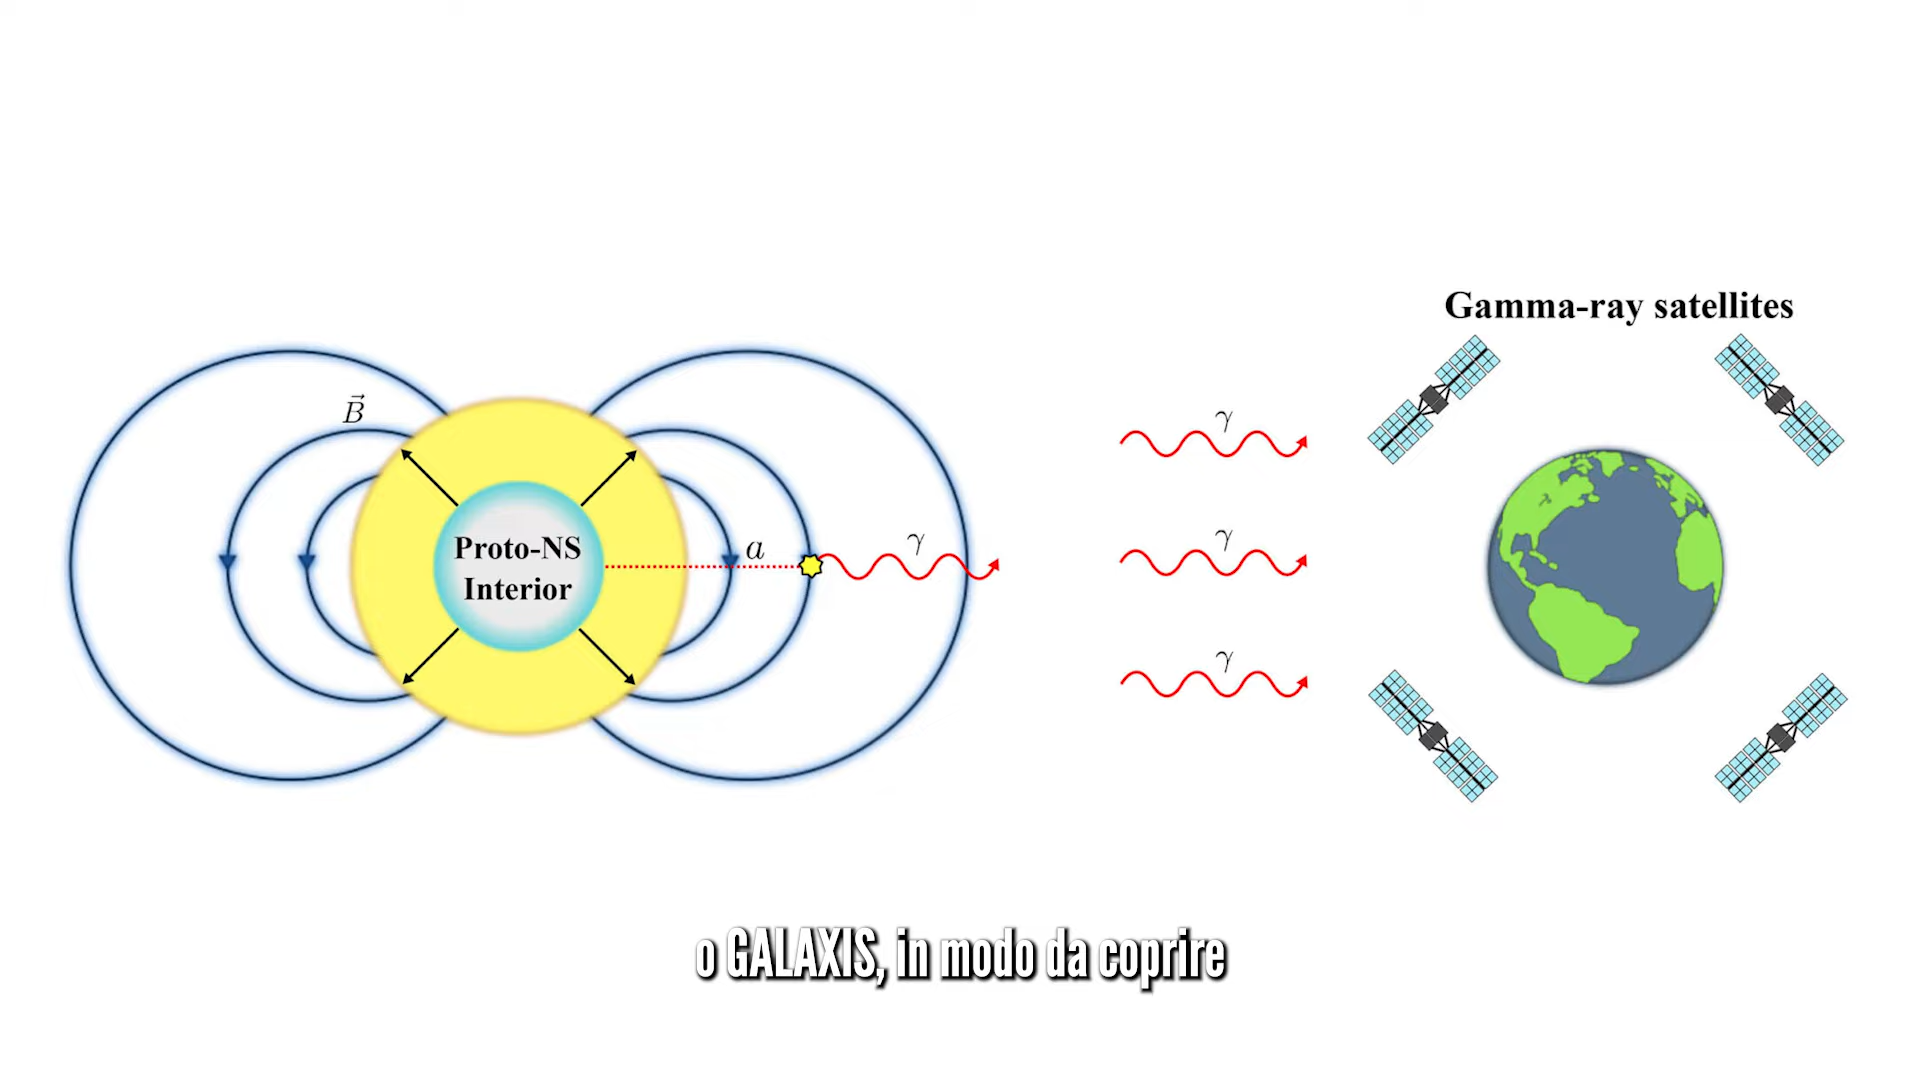 Gamma-ray satellites
B⃗
γ
γ
γ
a
γ
Proto-NS
Interior
o GALAXIS, in modo da coprire